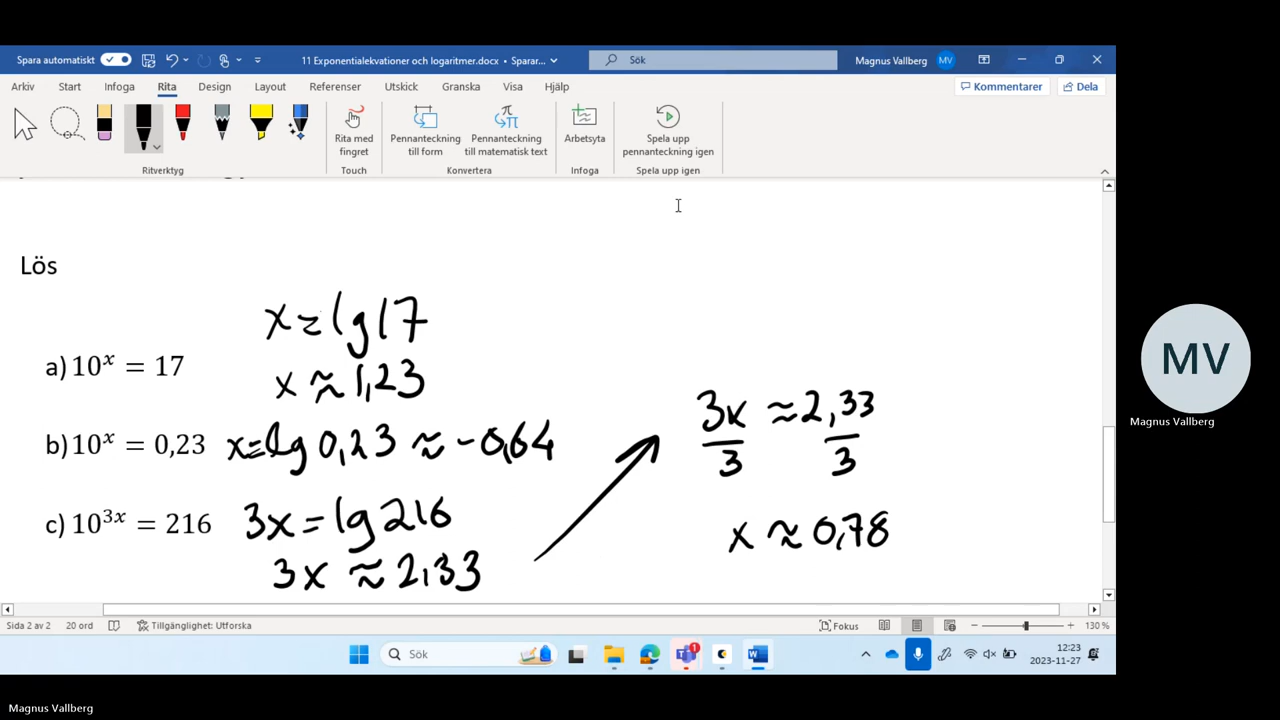 Spara automatiskt
11 Exponentialekvationer och logaritmer.docx • Sparar...
Sök
Magnus Vallberg MV
Arkiv Start Infoga Rita Design Layout Referenser Utskick Granska Visa Hjälp
Kommentarer Dela
Rita med fingret
Pennanteckning till form
Pennanteckning till matematisk text
Arbetsyta
Spela upp pennanteckning igen
Ritverktyg Touch Konvertera Infoga Spela upp igen
Lös
x = lg 17
a) 10^x = 17
x ≈ 1,23
b) 10^x = 0,23 x = lg 0,23 ≈ -0,64
c) 10^{3x} = 216 3x = lg 216
3x ≈ 2,33
3x/3 ≈ 2,33/3
x ≈ 0,78
MV
Magnus Vallberg
Sida 2 av 2 20 ord Tillgänglighet: Utforska Fokus 130 %
Sök
1
12:23
2023-11-27
Magnus Vallberg